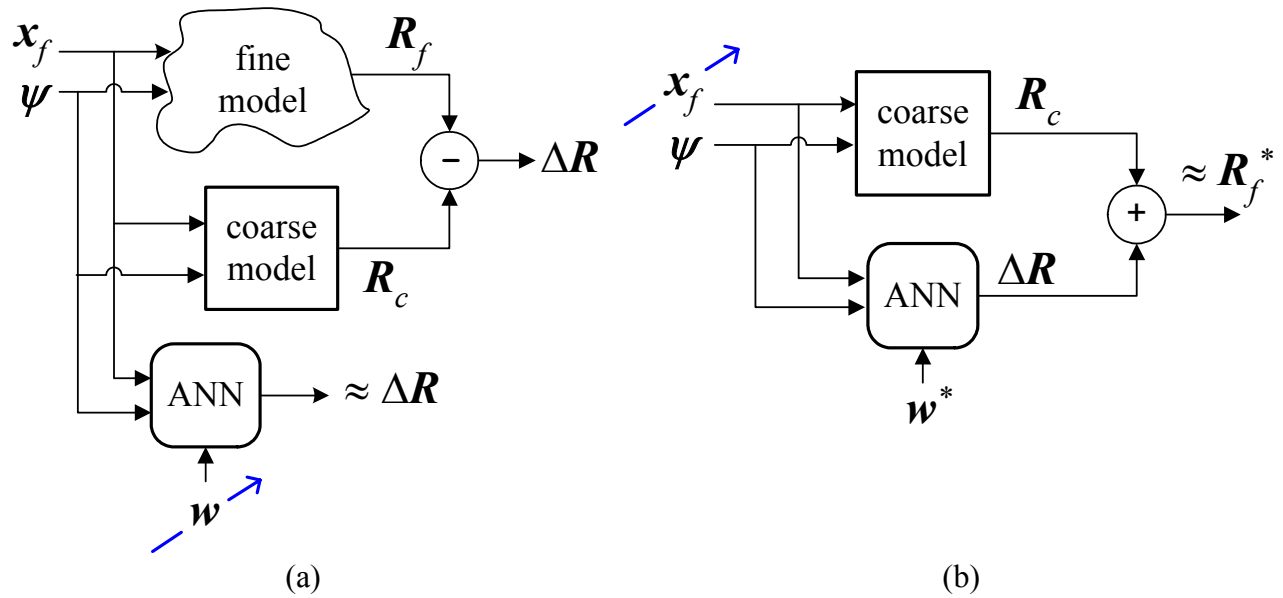 x_f
ψ
fine
model
R_f
−
ΔR
coarse
model
R_c
ANN
≈ ΔR
w
(a)
x_f
ψ
coarse
model
R_c
+
≈ R_f*
ANN
ΔR
w*
(b)